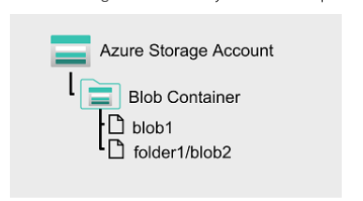 Azure Storage Account
Blob Container
blob1
folder1/blob2